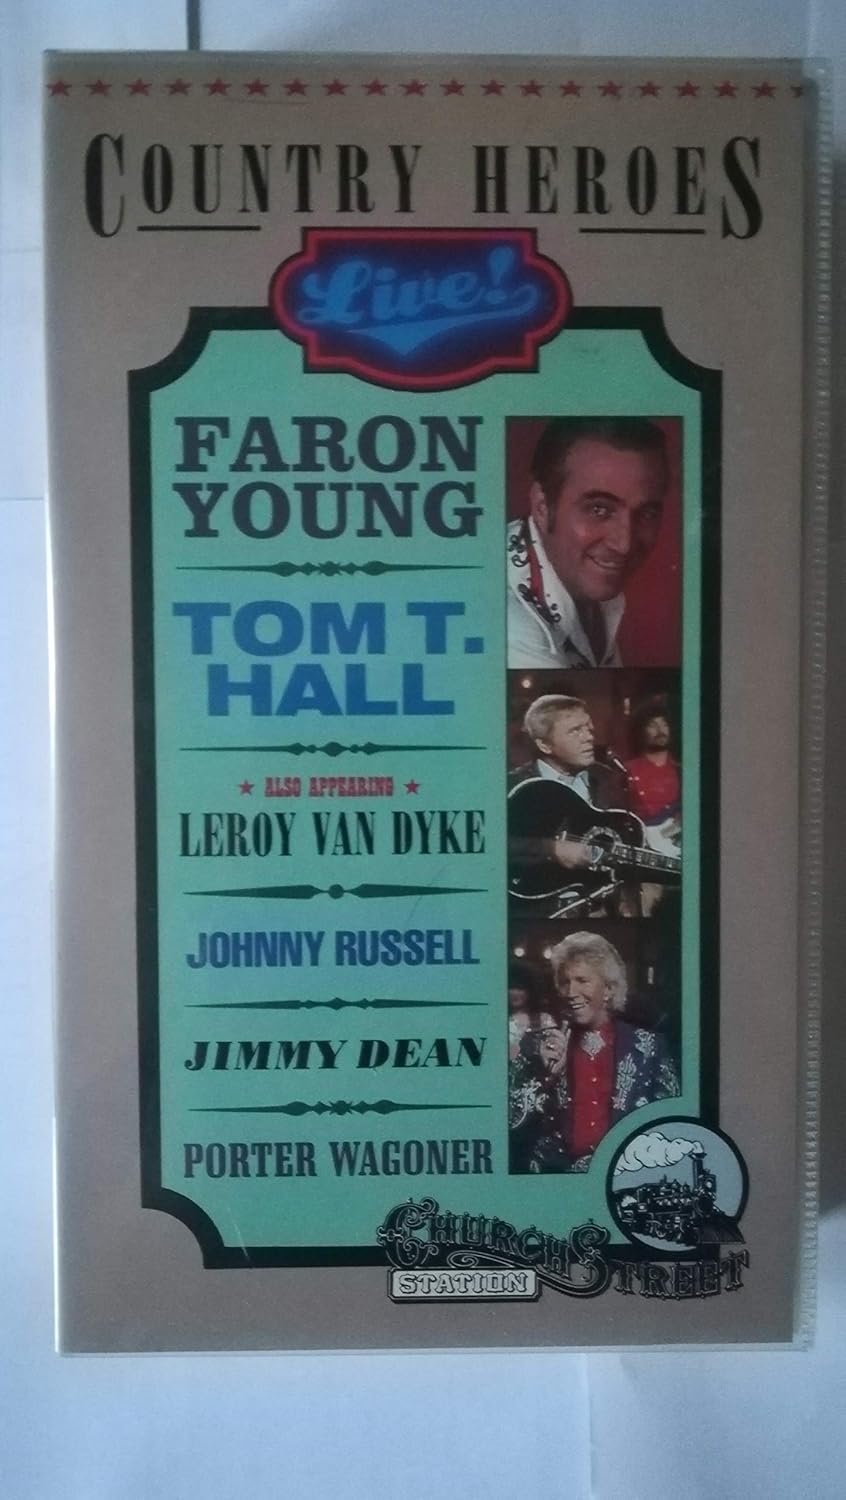 COUNTRY HEROES
Live!
FARON
YOUNG
TOM T.
HALL
ALSO APPEARING
LEROY VAN DYKE
JOHNNY RUSSELL
JIMMY DEAN
PORTER WAGONER
CHURCH STREET
STATION